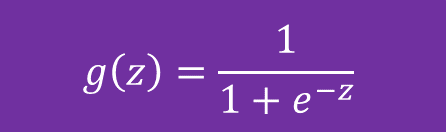 g(z) = 1 / (1 + e^{-z})